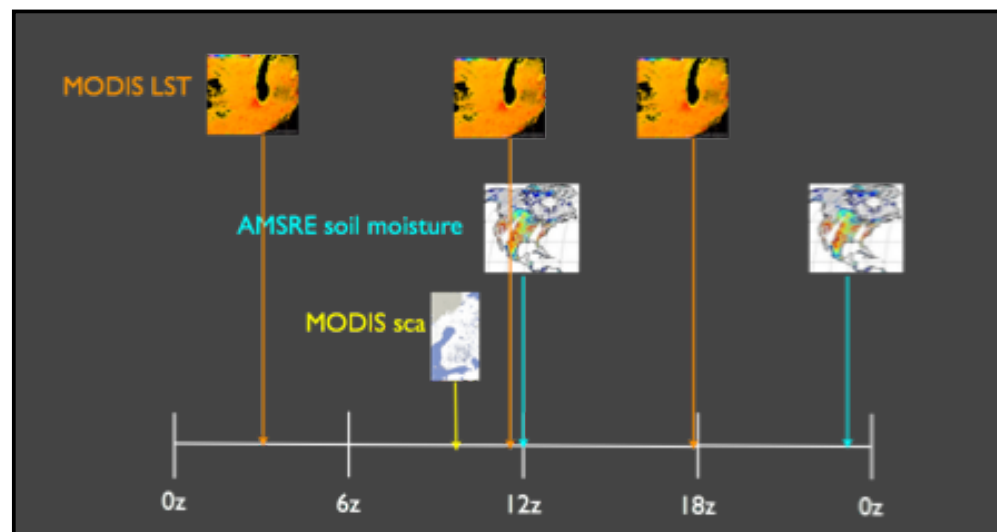 MODIS LST
AMSRE soil moisture
MODIS sca
0z
6z
12z
18z
0z